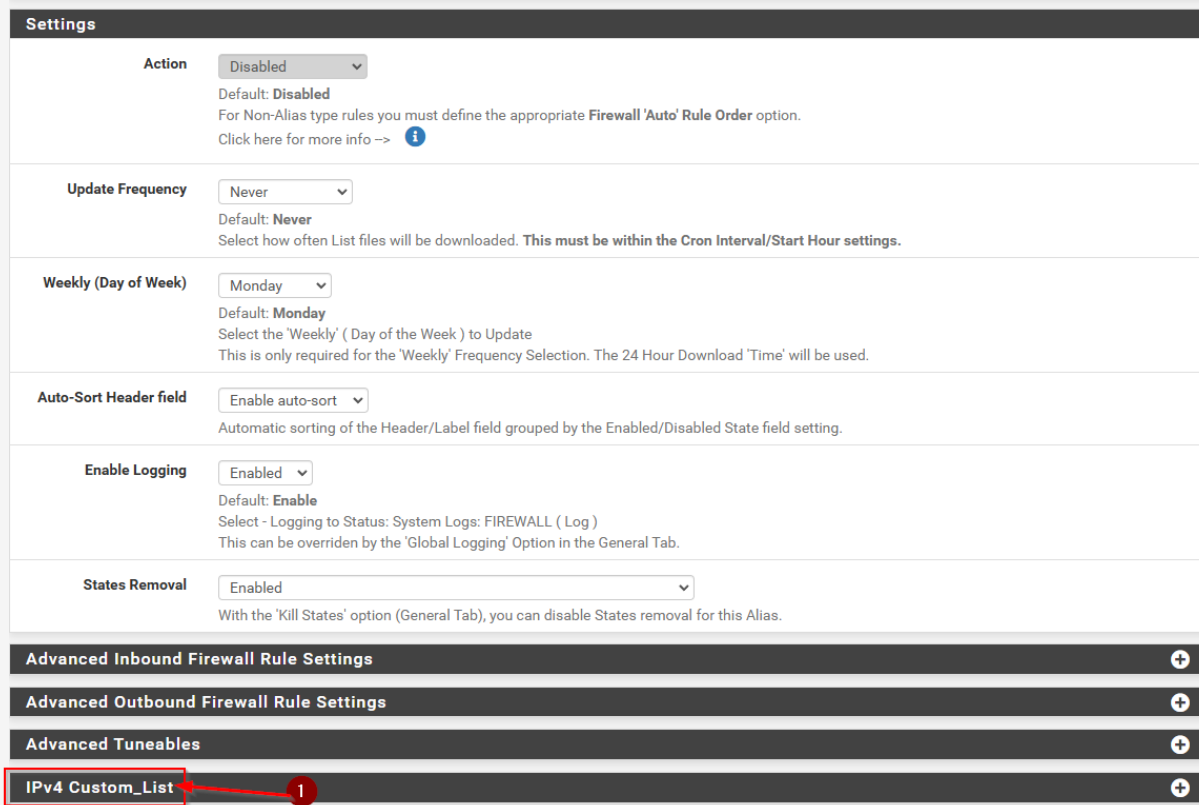 Settings
Action
Disabled
Default: Disabled
For Non-Alias type rules you must define the appropriate Firewall 'Auto' Rule Order option.
Click here for more info -->
Update Frequency
Never
Default: Never
Select how often List files will be downloaded. This must be within the Cron Interval/Start Hour settings.
Weekly (Day of Week)
Monday
Default: Monday
Select the 'Weekly' ( Day of the Week ) to Update
This is only required for the 'Weekly' Frequency Selection. The 24 Hour Download 'Time' will be used.
Auto-Sort Header field
Enable auto-sort
Automatic sorting of the Header/Label field grouped by the Enabled/Disabled State field setting.
Enable Logging
Enabled
Default: Enable
Select - Logging to Status: System Logs: FIREWALL ( Log )
This can be overriden by the 'Global Logging' Option in the General Tab.
States Removal
Enabled
With the 'Kill States' option (General Tab), you can disable States removal for this Alias.
Advanced Inbound Firewall Rule Settings
Advanced Outbound Firewall Rule Settings
Advanced Tuneables
IPv4 Custom_List
1